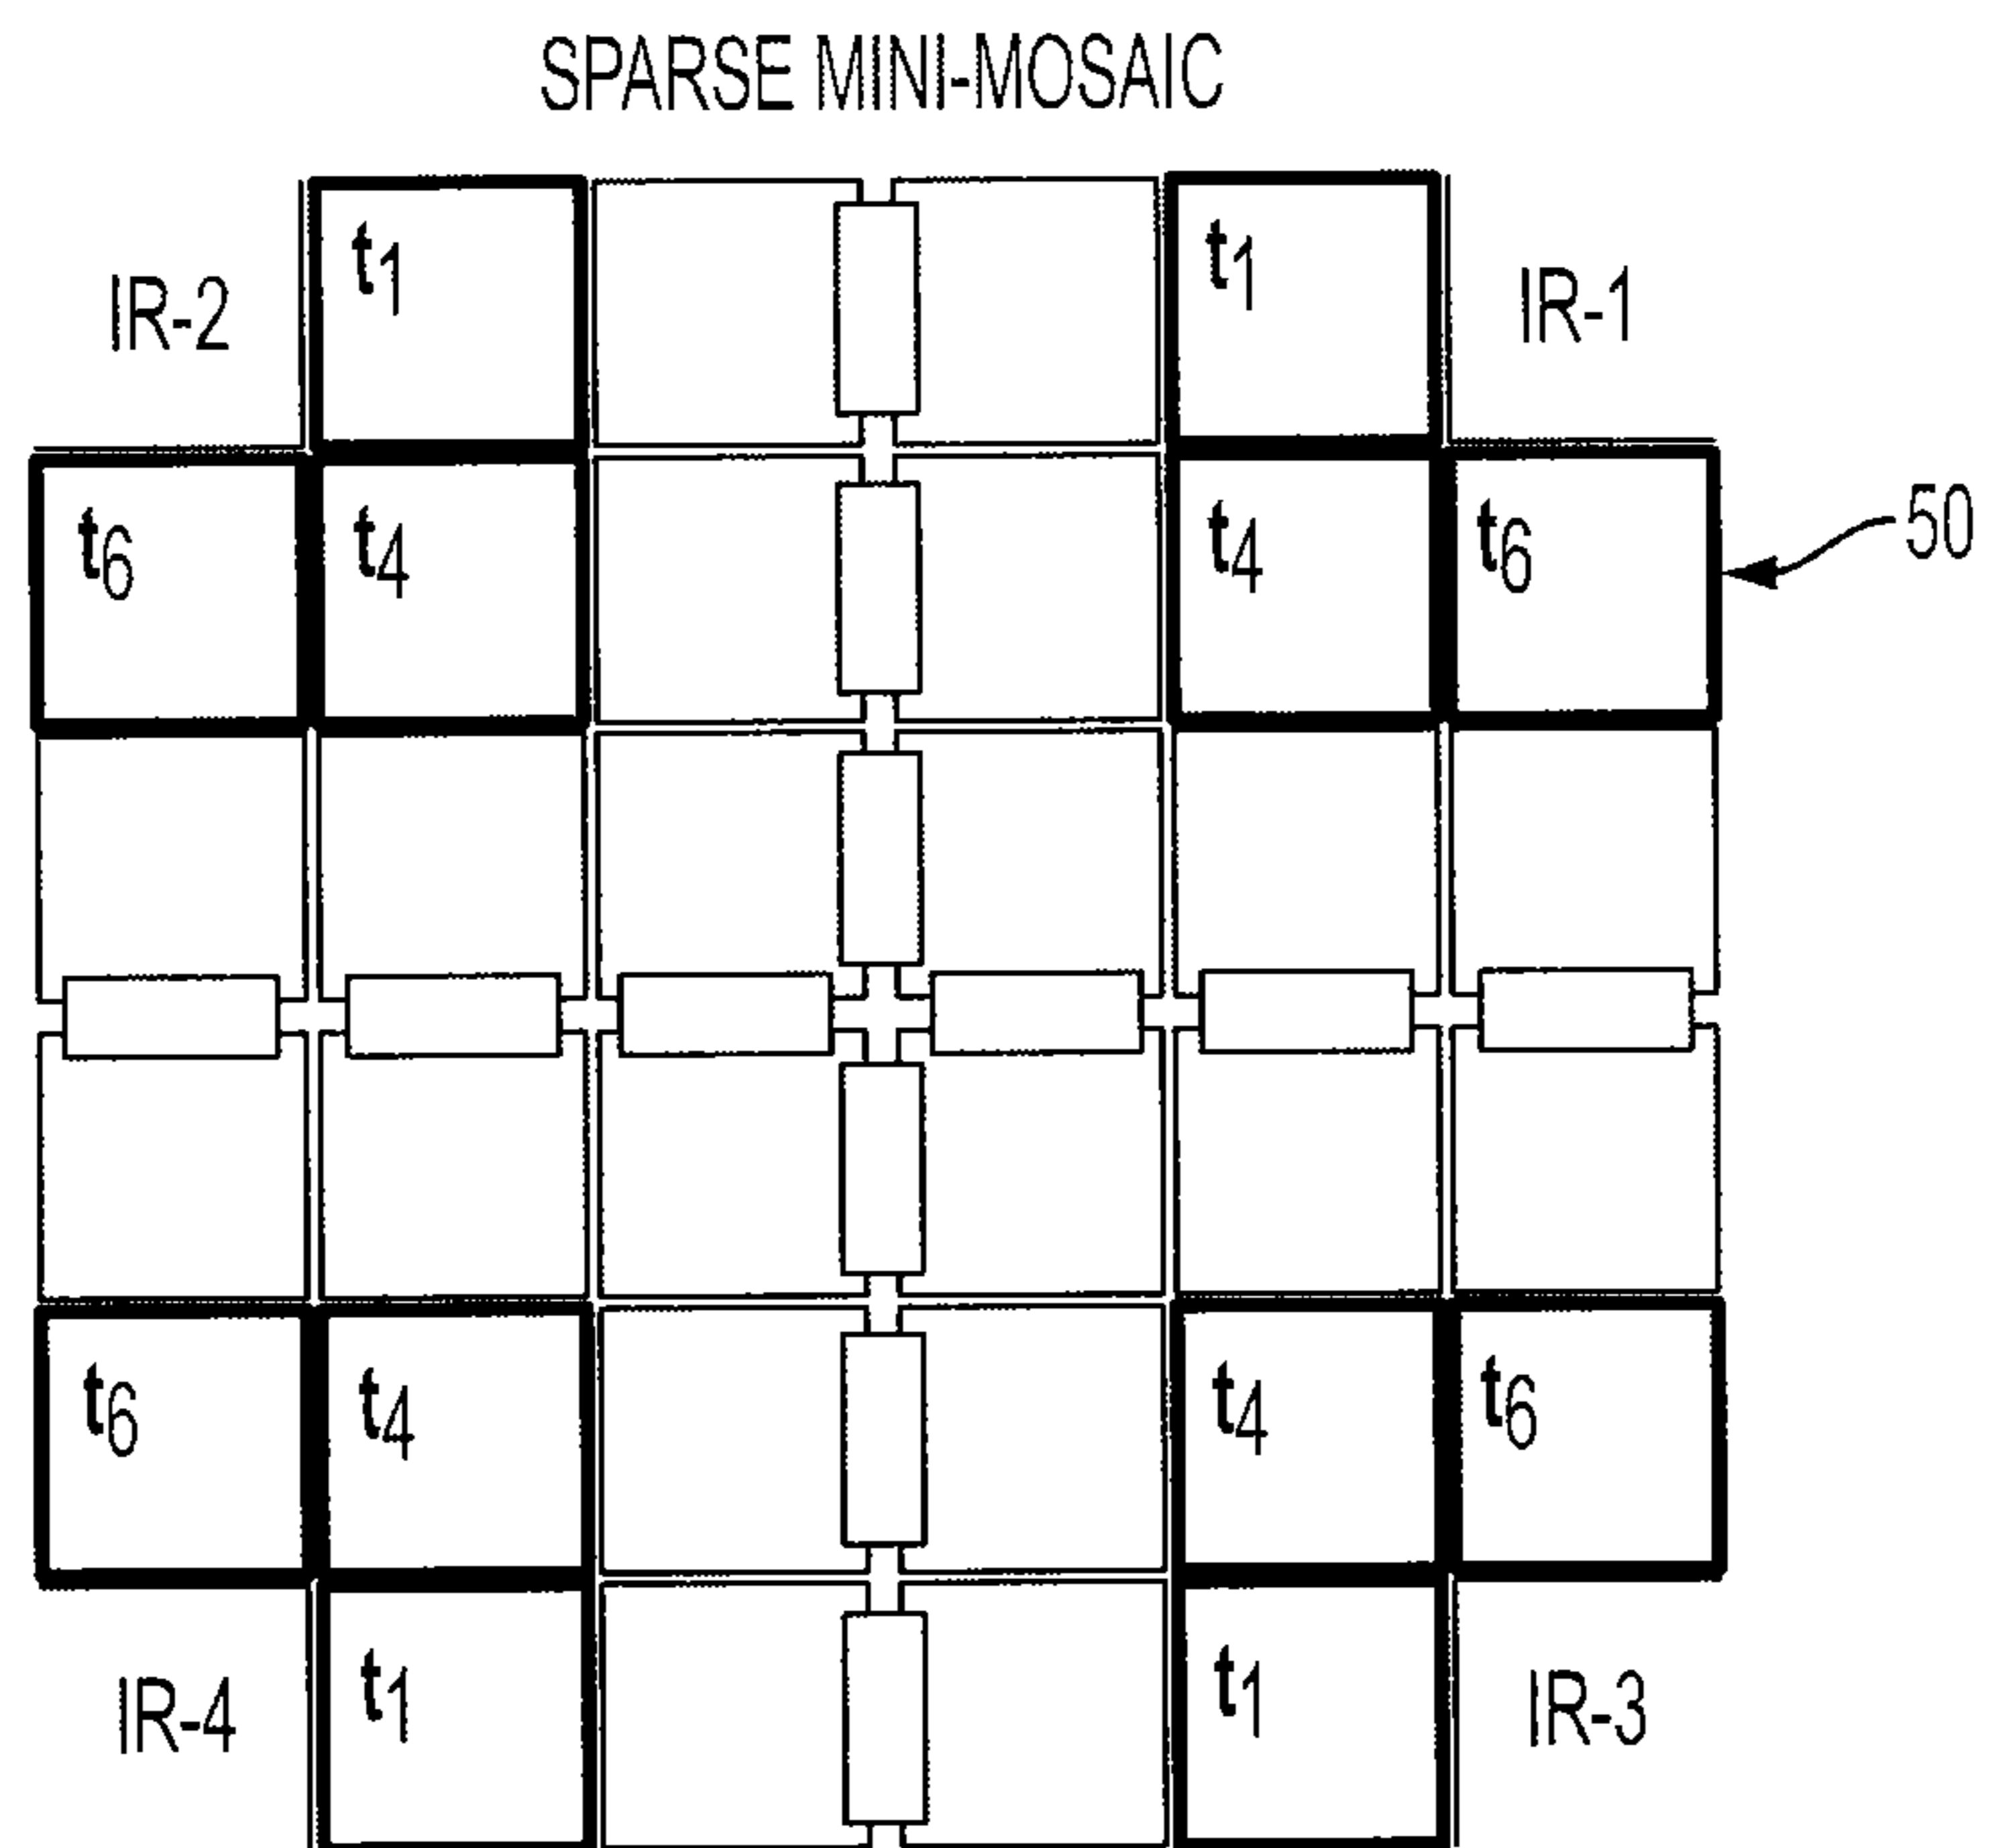 SPARSE MINI-MOSAIC
IR-2 t1 t1 IR-1
t6 t4 t4 t6 50
t6 t4 t4 t6
IR-4 t1 t1 IR-3